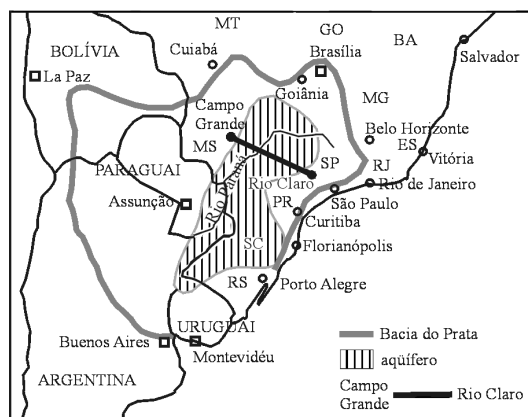 MT
GO
BA
BOLÍVIA
Cuiabá
Brasília
Salvador
La Paz
Goiânia
MG
Campo
Grande
Belo Horizonte
MS
ES
Vitória
PARAGUAI
Rio Paraná
SP
RJ
Rio Claro
Rio de Janeiro
Assunção
PR
São Paulo
Curitiba
SC
Florianópolis
RS
Porto Alegre
URUGUAI
Buenos Aires
Montevidéu
ARGENTINA
Bacia do Prata
aqüífero
Campo
Grande
Rio Claro